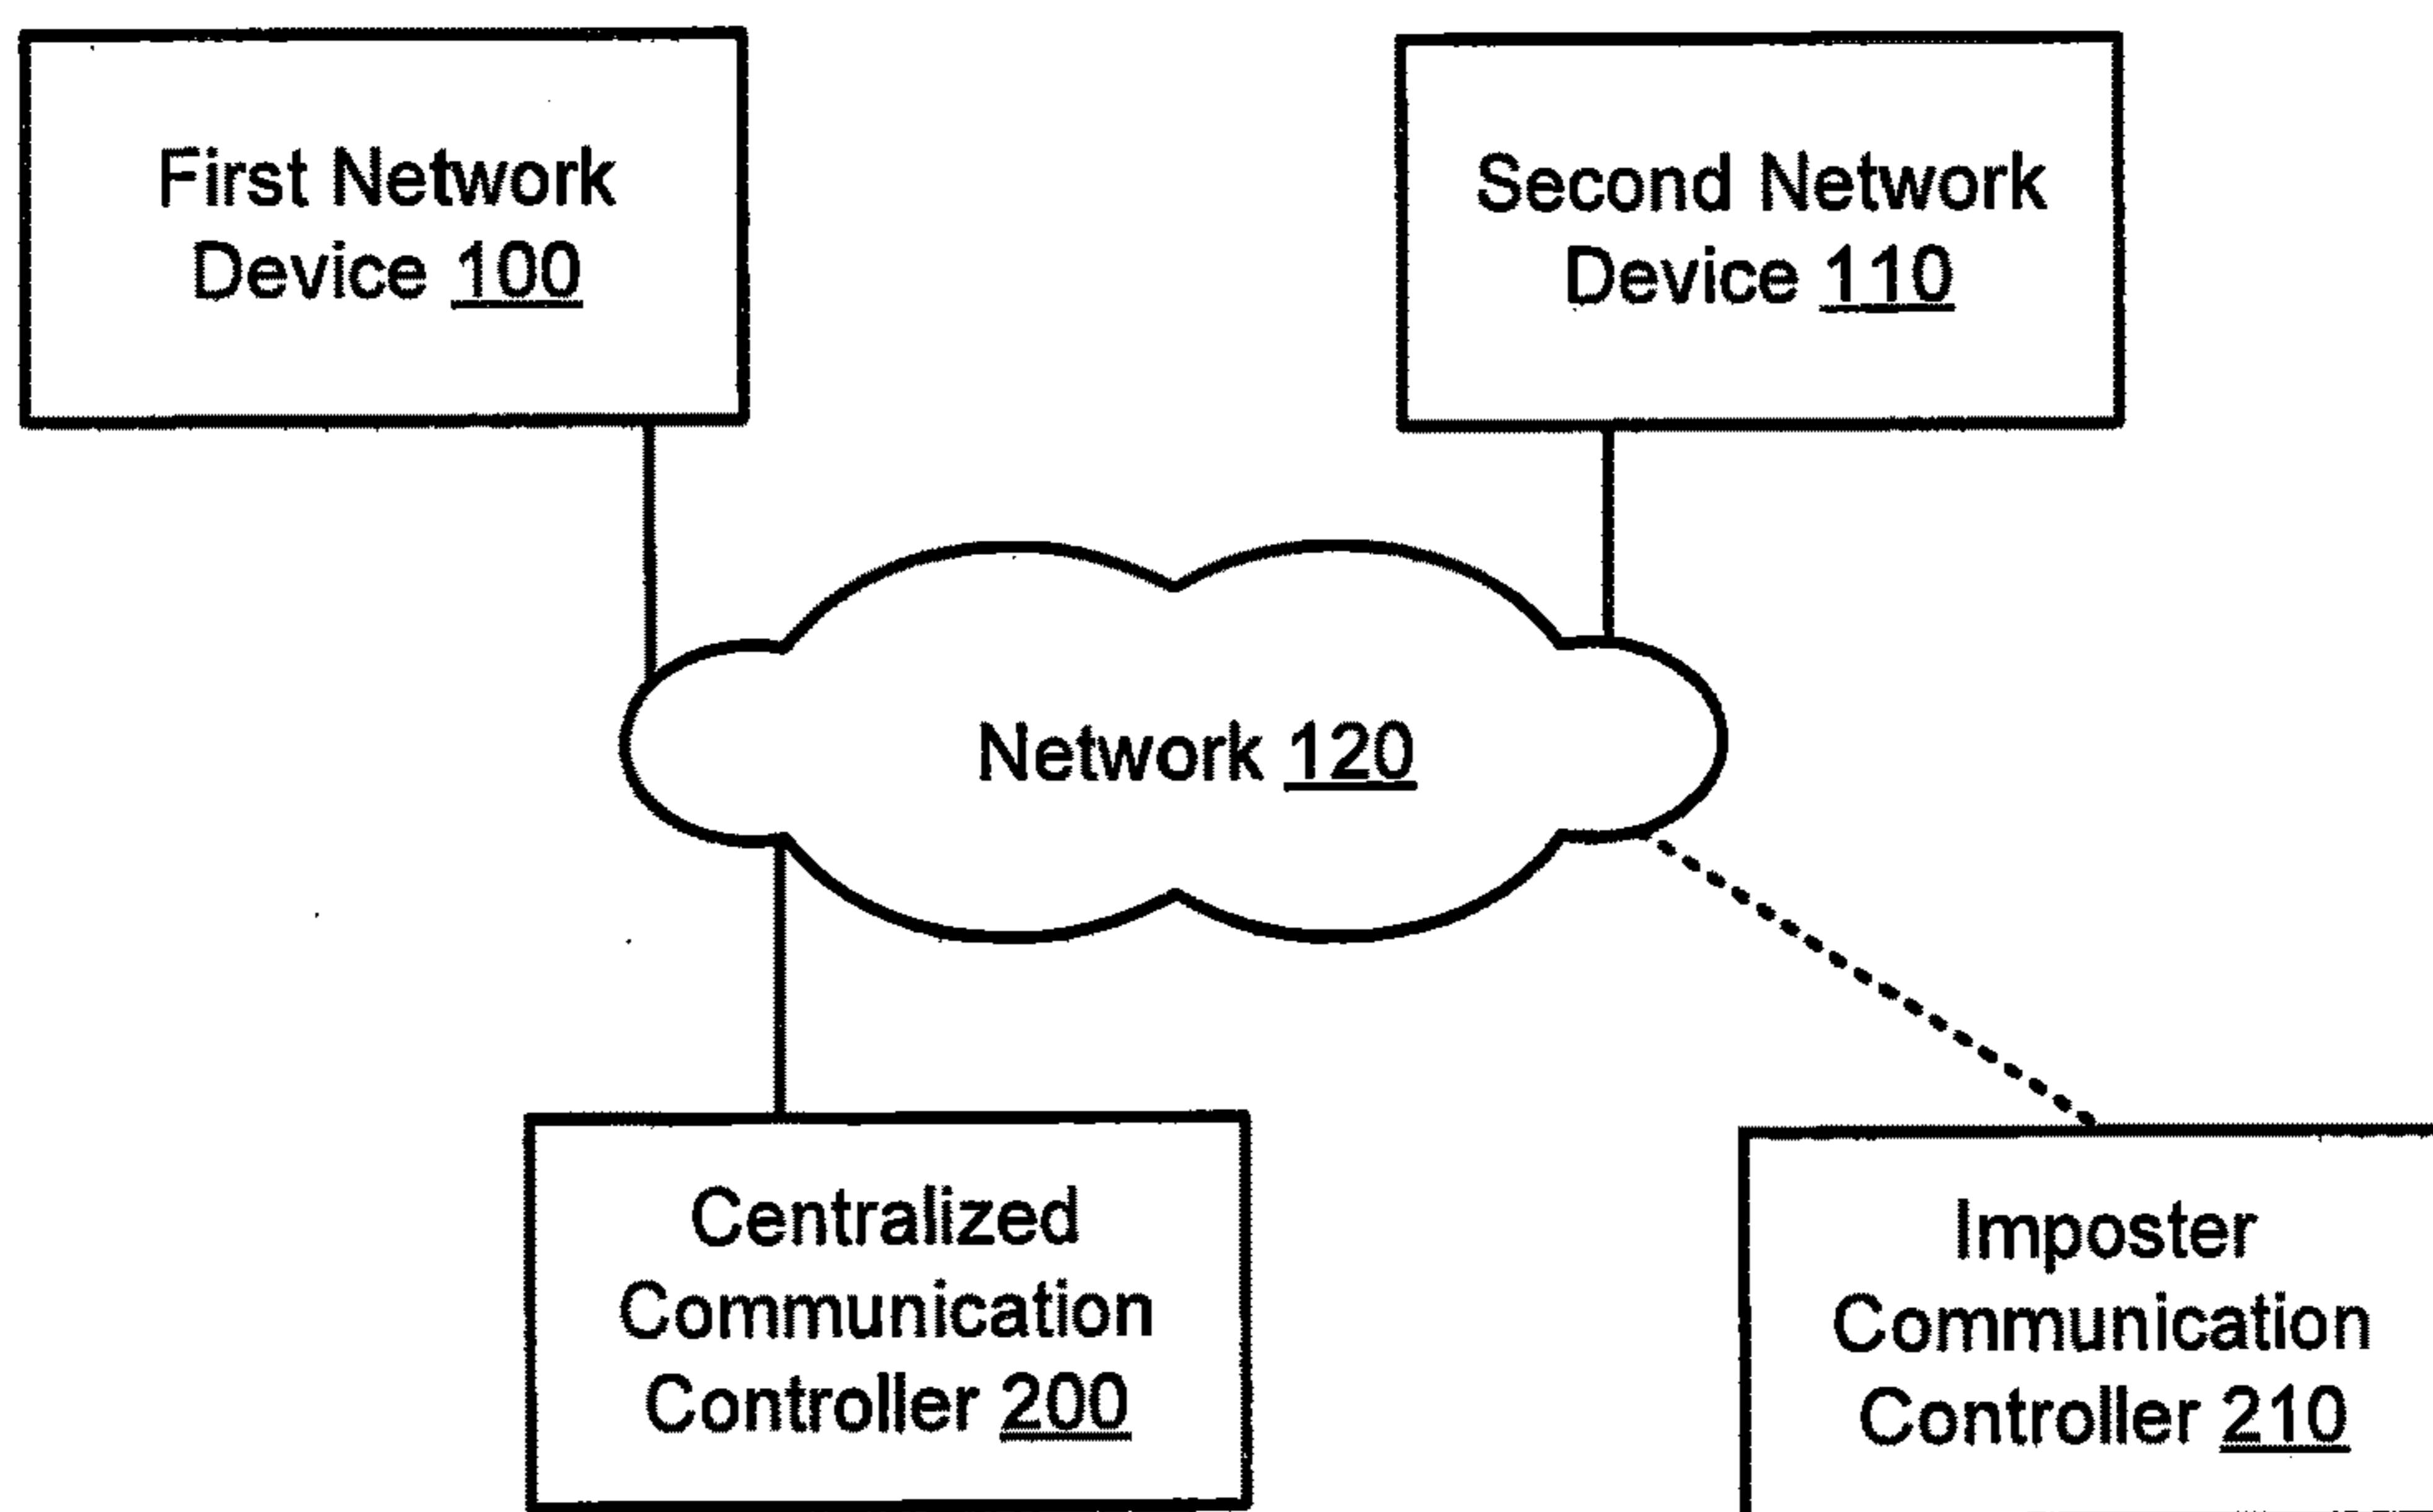 First Network
Device 100
Second Network
Device 110
Network 120
Centralized
Communication
Controller 200
Imposter
Communication
Controller 210